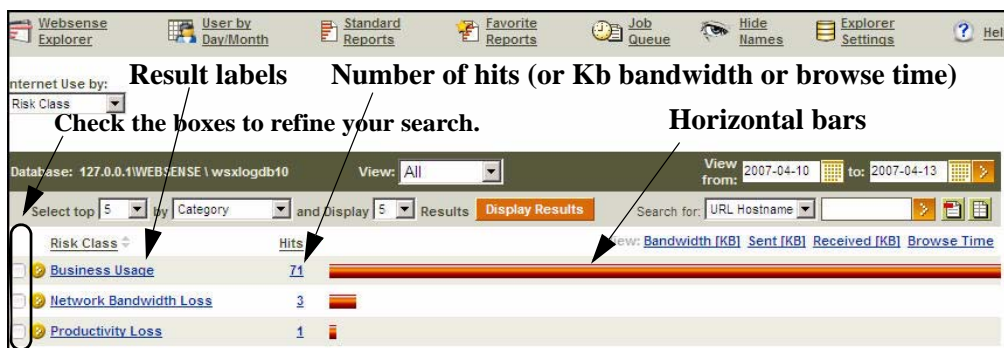 Websense Explorer
User by Day/Month
Standard Reports
Favorite Reports
Job Queue
Hide Names
Explorer Settings
Hel
nternet Use by:
Risk Class
Result labels
Number of hits (or Kb bandwidth or browse time)
Check the boxes to refine your search.
Horizontal bars
Database: 127.0.0.1\WEBSENSE \ wsxlogdb10 View: All View from: 2007-04-10 to: 2007-04-13
Select top 5 by Category and Display 5 Results Display Results Search for: URL Hostname
Risk Class Hits ew: Bandwidth [KB] Sent [KB] Received [KB] Browse Time
Business Usage 71
Network Bandwidth Loss 3
Productivity Loss 1